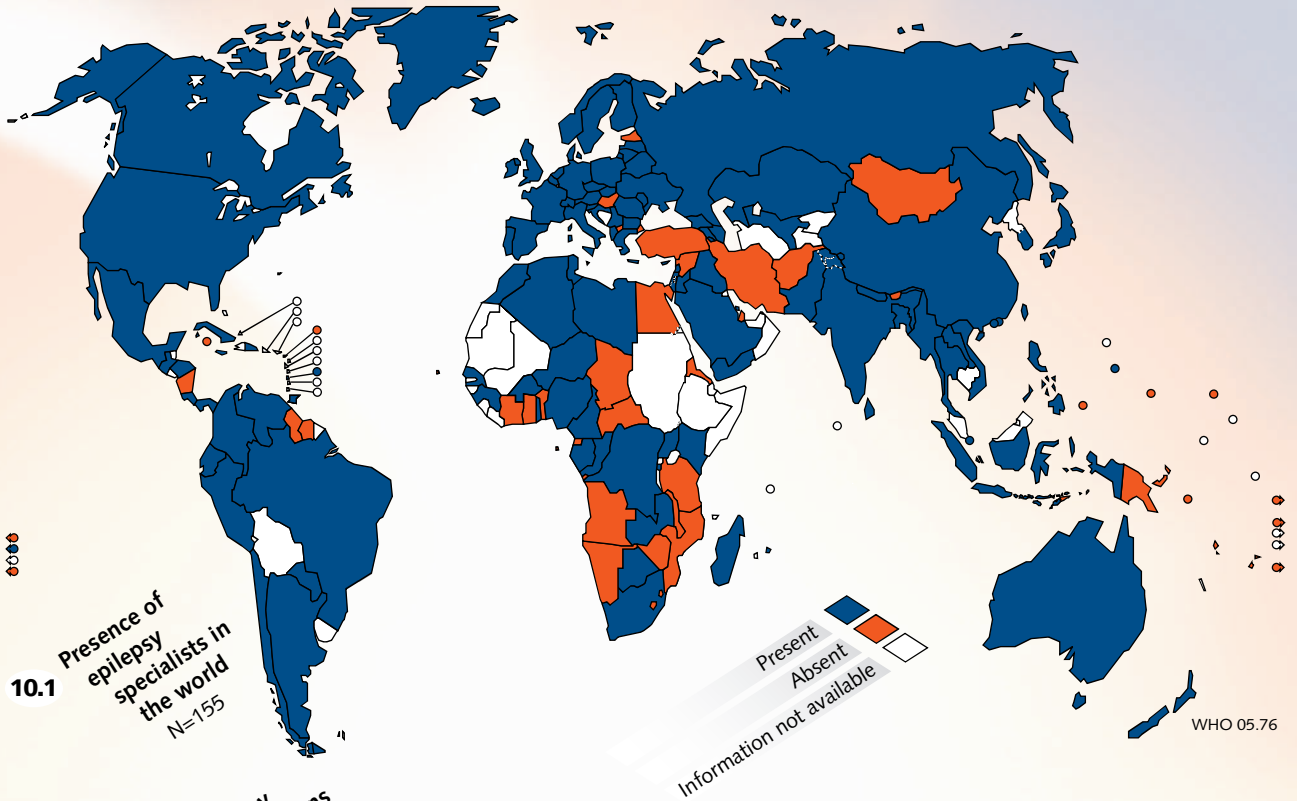 10.1
Presence of
epilepsy
specialists in
the world
N=155
Present
Absent
Information not available
WHO 05.76